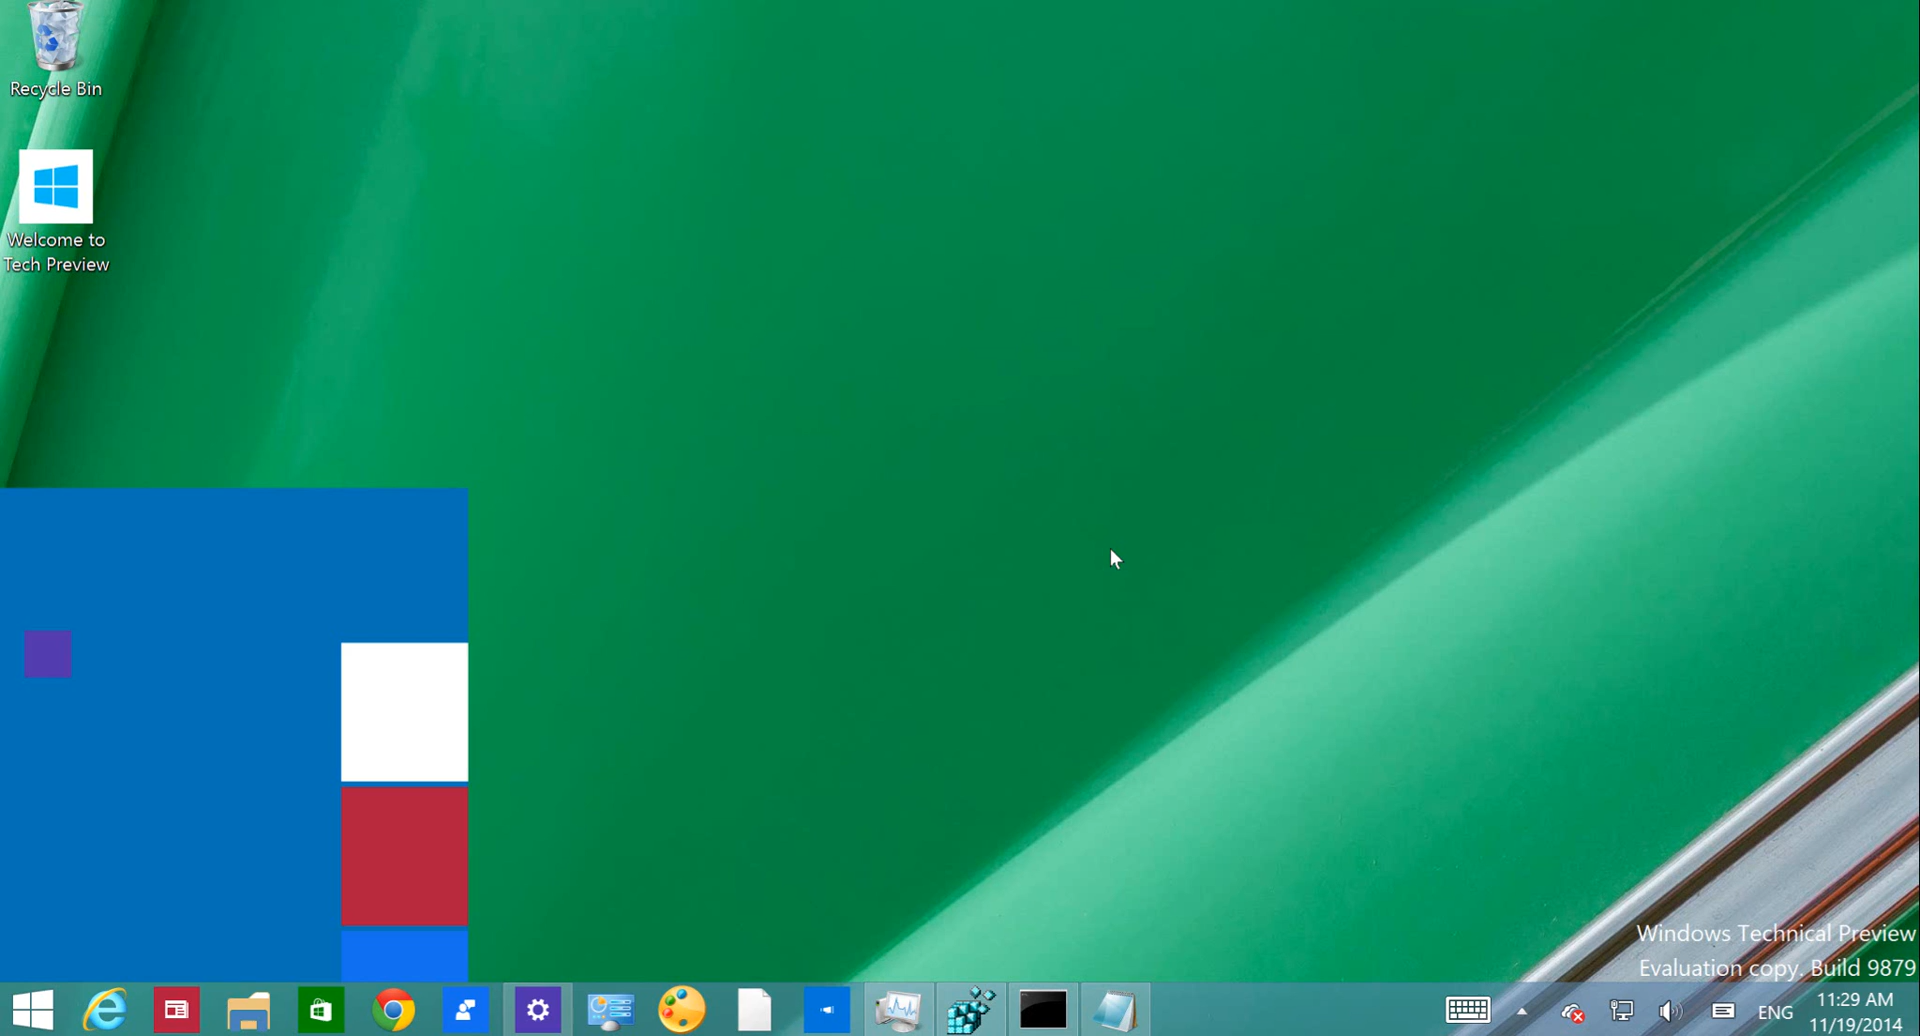 Recycle Bin
Welcome to
Tech Preview
Windows Technical Preview
Evaluation copy. Build 9879
ENG
11:29 AM
11/19/2014